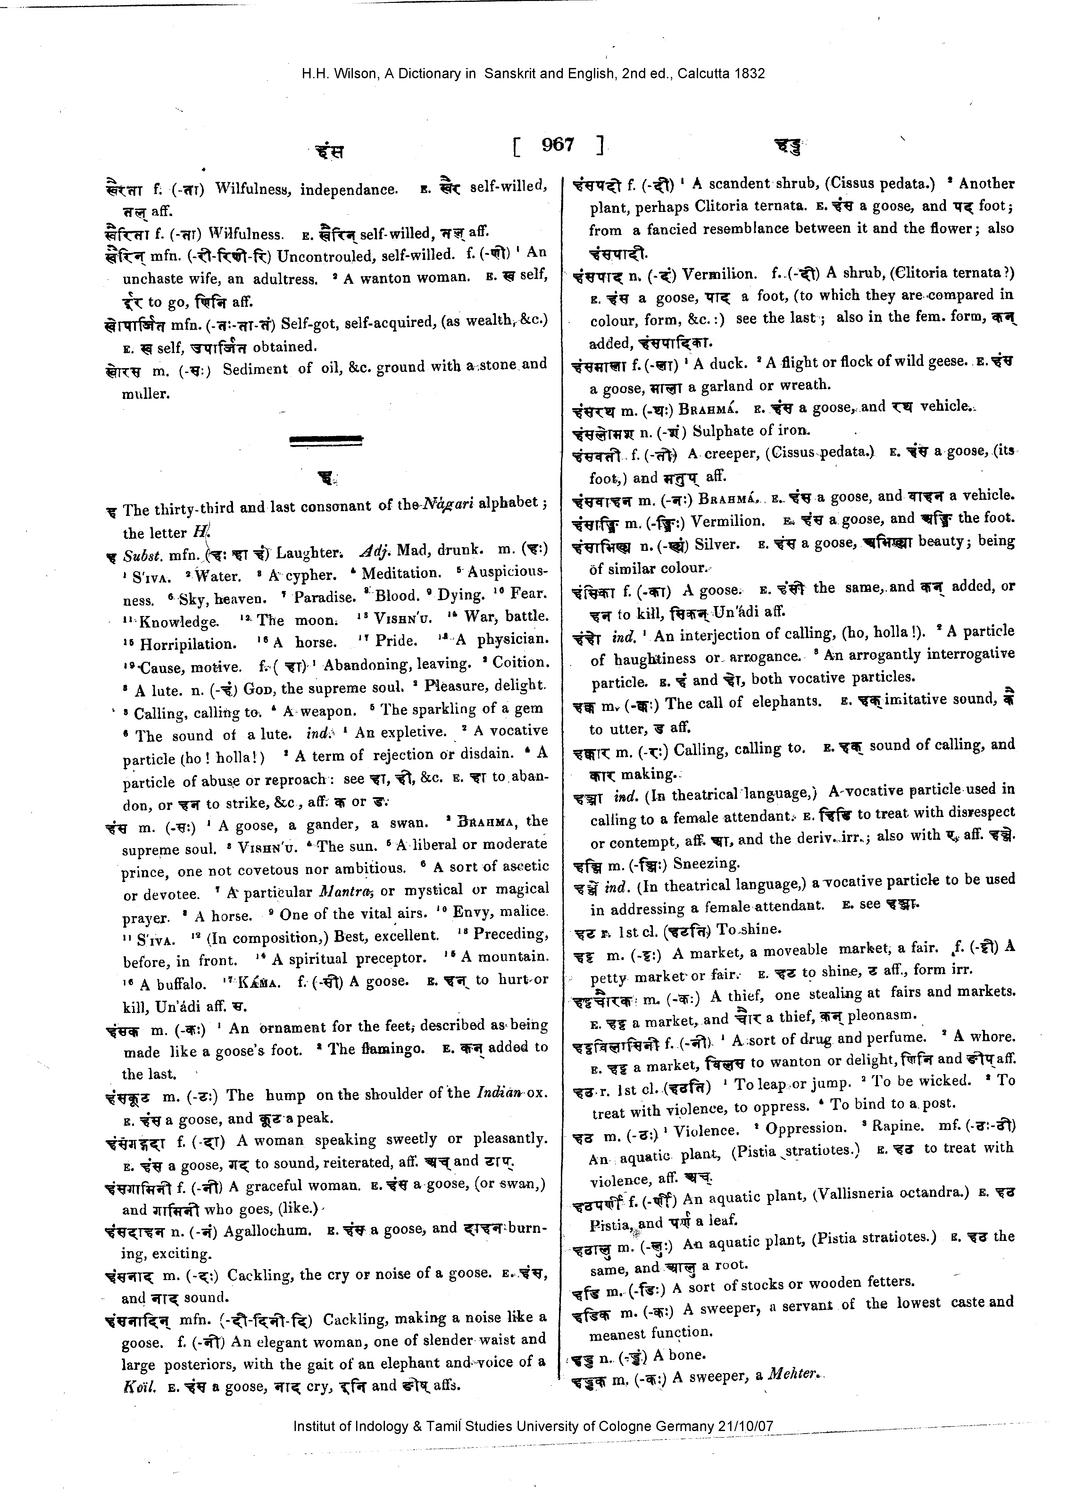 H.H. Wilson, A Dictionary in Sanskrit and English, 2nd ed., Calcutta 1832
हंस [ 967 ] हड्डु
स्वैरता f. (-ता) Wilfulness, independance. E. स्वैर self-willed,
तल् aff.
स्वैरिता f. (-ता) Wilfulness. E. स्वैरिन् self-willed, तल् aff.
स्वैरिन् mfn. (-री-रिणी-रि) Uncontrouled, self-willed. f. (-णी) ¹ An
unchaste wife, an adultress. ² A wanton woman. E. स्व self,
ईर to go, णिनि aff.
स्वोपार्जित mfn. (-तः-ता-तं) Self-got, self-acquired, (as wealth, &c.)
E. स्व self, उपार्जित obtained.
स्वोरस m. (-सः) Sediment of oil, &c. ground with a stone and
muller.
ह.
ह The thirty-third and last consonant of the Nágari alphabet;
the letter H.
ह Subst. mfn. (हः हा हं) Laughter. Adj. Mad, drunk. m. (हः)
¹ S'IVA. ² Water. ³ A cypher. ⁴ Meditation. ⁵ Auspicious-
ness. ⁶ Sky, heaven. ⁷ Paradise. ⁸ Blood. ⁹ Dying. ¹⁰ Fear.
¹¹ Knowledge. ¹² The moon. ¹³ VISHN'U. ¹⁴ War, battle.
¹⁵ Horripilation. ¹⁶ A horse. ¹⁷ Pride. ¹⁸ A physician.
¹⁹ Cause, motive. f. ( हा) ¹ Abandoning, leaving. ² Coition.
³ A lute. n. (-हं) GOD, the supreme soul. ² Pleasure, delight.
³ Calling, calling to. ⁴ A weapon. ⁵ The sparkling of a gem
⁶ The sound of a lute. ind. ¹ An expletive. ² A vocative
particle (ho ! holla!) ³ A term of rejection or disdain. ⁴ A
particle of abuse or reproach: see हा, ही, &c. E. हा to aban-
don, or हन to strike, &c, aff. क or ड.
हंस m. (-सः) ¹ A goose, a gander, a swan. ² BRAHMA, the
supreme soul. ³ VISHN'U. ⁴ The sun. ⁵ A liberal or moderate
prince, one not covetous nor ambitious. ⁶ A sort of ascetic
or devotee. ⁷ A particular Mantra, or mystical or magical
prayer. ⁸ A horse. ⁹ One of the vital airs. ¹⁰ Envy, malice.
¹¹ S'IVA. ¹² (In composition,) Best, excellent. ¹³ Preceding,
before, in front. ¹⁴ A spiritual preceptor. ¹⁵ A mountain.
¹⁶ A buffalo. ¹⁷ KÁMA. f. (-सी) A goose. E. हन् to hurt or
kill, Un'ádi aff. स.
हंसक m. (-कः) ¹ An ornament for the feet, described as being
made like a goose's foot. ² The flamingo. E. कन् added to
the last.
हंसकूट m. (-टः) The hump on the shoulder of the Indian ox.
E. हंस a goose, and कूट a peak.
हंसगद्गदा f. (-दा) A woman speaking sweetly or pleasantly.
E. हंस a goose, गद् to sound, reiterated, aff. अच् and टाप्.
हंसगामिनी f. (-नी) A graceful woman. E. हंस a goose, (or swan,)
and गामिनी who goes, (like.)
हंसदाहन n. (-नं) Agallochum. E. हंस a goose, and दाहन burn-
ing, exciting.
हंसनाद m. (-दः) Cackling, the cry or noise of a goose. E. हंस,
and नाद sound.
हंसनादिन् mfn. (-दी-दिनी-दि) Cackling, making a noise like a
goose. f. (-नी) An elegant woman, one of slender waist and
large posteriors, with the gait of an elephant and voice of a
Koïl. E. हंस a goose, नाद cry, इनि and ङीष् affs.
हंसपदी f. (-दी) ¹ A scandent shrub, (Cissus pedata.) ² Another
plant, perhaps Clitoria ternata. E. हंस a goose, and पद् foot;
from a fancied resemblance between it and the flower; also
हंसपादी.
हंसपाद n. (-दं) Vermilion. f. (-दी) A shrub, (Clitoria ternata?)
E. हंस a goose, पाद a foot, (to which they are compared in
colour, form, &c. :) see the last; also in the fem. form, कन्
added, हंसपादिका.
हंसमाला f. (-ला) ¹ A duck. ² A flight or flock of wild geese. E. हंस
a goose, माला a garland or wreath.
हंसरथ m. (-थः) BRAHMÁ. E. हंस a goose, and रथ vehicle.
हंसलोमश n. (-शं) Sulphate of iron.
हंसवती f. (-ती) A creeper, (Cissus pedata.) E. हंस a goose, (its
foot,) and मतुप् aff.
हंसवाहन m. (-नः) BRAHMÁ. E. हंस a goose, and वाहन a vehicle.
हंसाङ्घ्रि m. (-ङ्घ्रिः) Vermilion. E. हंस a goose, and अङ्घ्रि the foot.
हंसाभिख्य n. (-ख्यं) Silver. E. हंस a goose, अभिख्या beauty; being
of similar colour.
हंसिका f. (-का) A goose. E. हंसी the same, and कन् added, or
हन to kill, सिकन् Un'ádi aff.
हंहो ind. ¹ An interjection of calling, (ho, holla!). ² A particle
of haughtiness or arrogance. ³ An arrogantly interrogative
particle. E. हं and हो, both vocative particles.
हक्क m. (-क्कः) The call of elephants. E. हक् imitative sound, कै
to utter, ड aff.
हक्कार m. (-रः) Calling, calling to. E. हक् sound of calling, and
कार making.
हञ्जा ind. (In theatrical language,) A vocative particle used in
calling to a female attendant. E. हिडि to treat with disrespect
or contempt, aff. आ, and the deriv. irr.; also with ए, aff. हञ्जे.
हञ्जि m. (-ञ्जिः) Sneezing.
हञ्जे ind. (In theatrical language,) a vocative particle to be used
in addressing a female attendant. E. see हञ्जा.
हट r. 1st cl. (हटति) To shine.
हट्ट m. (-ट्टः) A market, a moveable market, a fair. f. (-ट्टी) A
petty market or fair. E. हट to shine, ट aff., form irr.
हट्टचौरक m. (-कः) A thief, one stealing at fairs and markets.
E. हट्ट a market, and चौर a thief, कन् pleonasm.
हट्टविलासिनी f. (-नी) ¹ A sort of drug and perfume. ² A whore.
E. हट्ट a market, विलस to wanton or delight, णिनि and ङीप् aff.
हठ r. 1st cl. (हठति) ¹ To leap or jump. ² To be wicked. ³ To
treat with violence, to oppress. ⁴ To bind to a post.
हठ m. (-ठः) ¹ Violence. ² Oppression. ³ Rapine. mf. (-ठः-ठी)
An aquatic plant, (Pistia stratiotes.) E. हठ to treat with
violence, aff. अच्.
हठपर्णी f. (-र्णी) An aquatic plant, (Vallisneria octandra.) E. हठ
Pistia, and पर्ण a leaf.
हठालु m. (-लुः) An aquatic plant, (Pistia stratiotes.) E. हठ the
same, and आलु a root.
हडि m. (-डिः) A sort of stocks or wooden fetters.
हडिक m. (-कः) A sweeper, a servant of the lowest caste and
meanest function.
हड्ड n. (-ड्डं) A bone.
हड्डक m. (-कः) A sweeper, a Mehter.
Institut of Indology & Tamil Studies University of Cologne Germany 21/10/07